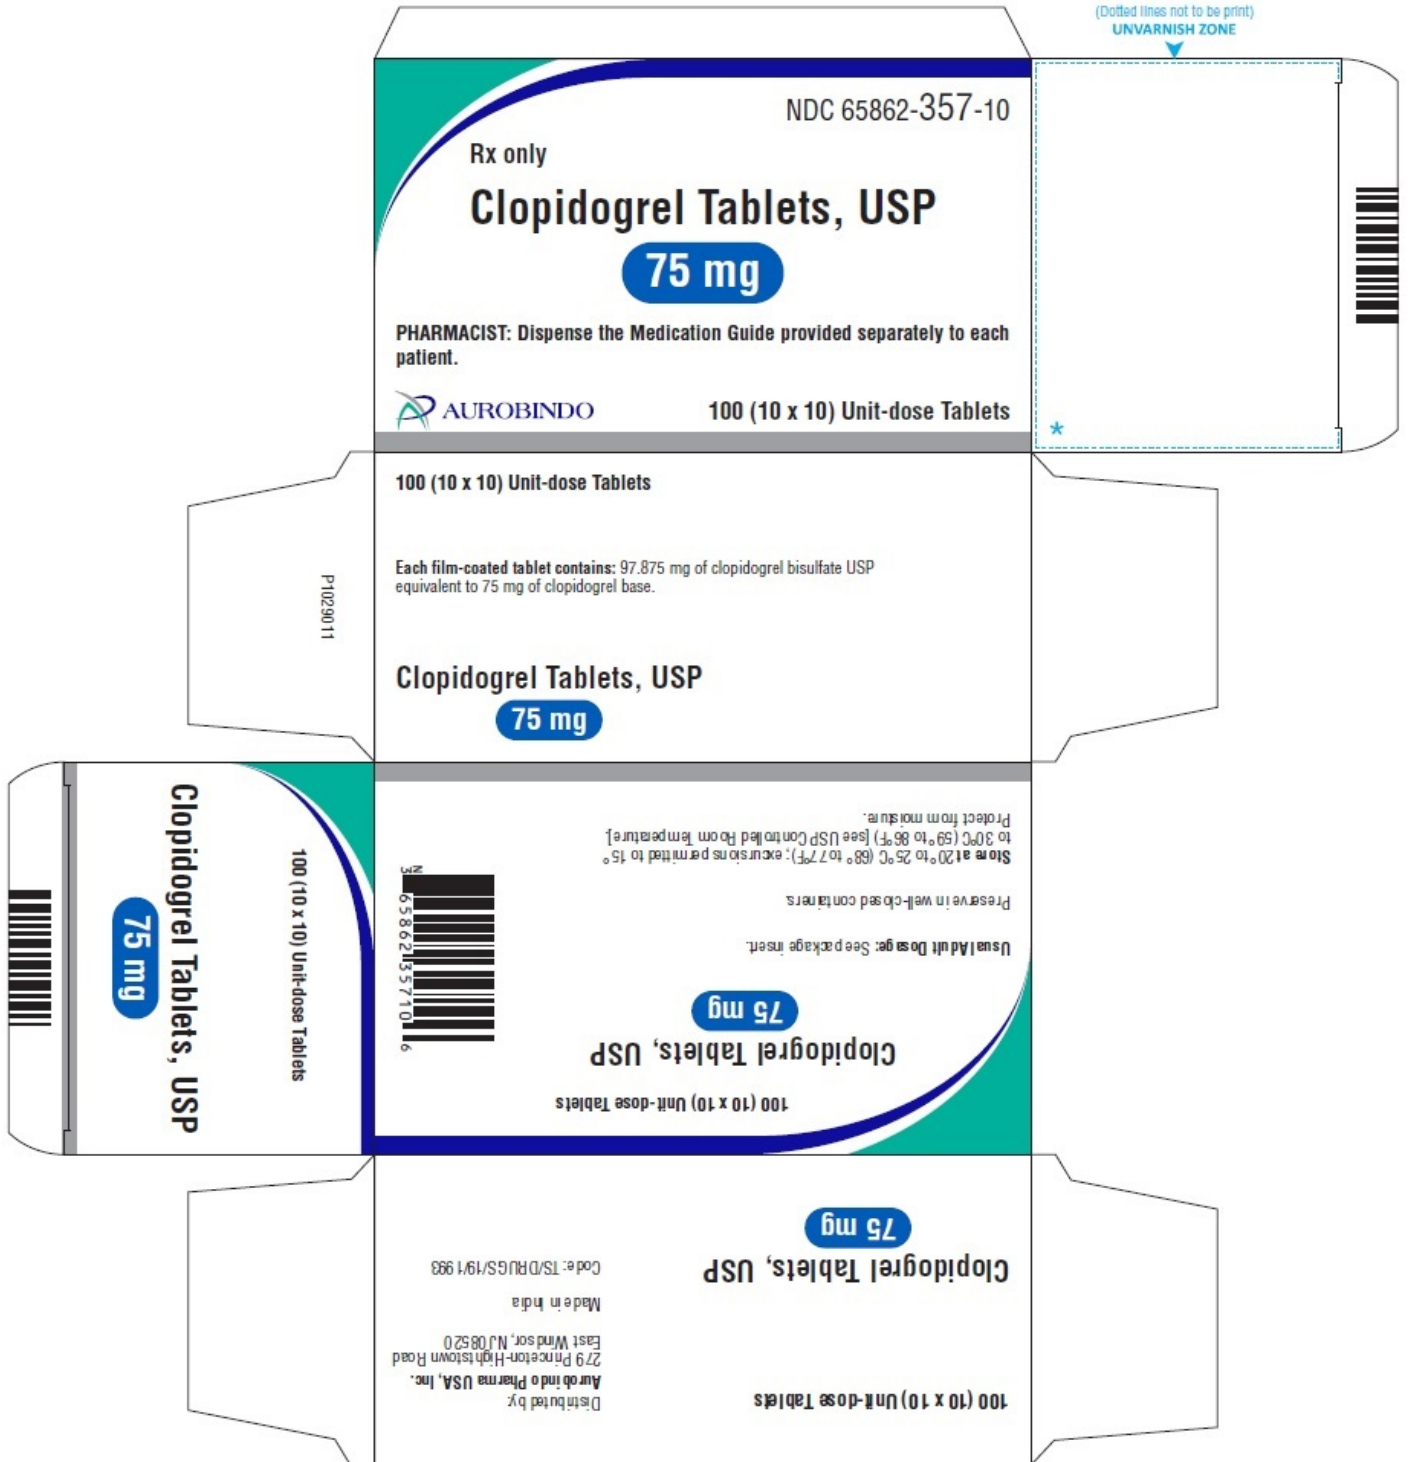 (Dotted lines not to be print)
UNVARNISH ZONE
NDC 65862-357-10
Rx only
Clopidogrel Tablets, USP
75 mg
PHARMACIST: Dispense the Medication Guide provided separately to each
patient.
AUROBINDO
100 (10 x 10) Unit-dose Tablets
*
100 (10 x 10) Unit-dose Tablets
Each film-coated tablet contains: 97.875 mg of clopidogrel bisulfate USP
equivalent to 75 mg of clopidogrel base.
P1029011
Clopidogrel Tablets, USP
75 mg
Clopidogrel Tablets, USP
75 mg
100 (10 x 10) Unit-dose Tablets
100 (10 x 10) Unit-dose Tablets
Clopidogrel Tablets, USP
75 mg
Usual Adult Dosage: See package insert.
Preserve in well-closed containers.
Store at 20° to 25°C (68° to 77°F); excursions permitted to 15°
to 30°C (59° to 86°F) [see USP Controlled Room Temperature].
Protect from moisture.
N
3 65862 35710 6
100 (10 x 10) Unit-dose Tablets
Clopidogrel Tablets, USP
75 mg
Distributed by:
Aurobindo Pharma USA, Inc.
279 Princeton-Hightstown Road
East Windsor, NJ 08520
Made in India
Code: TS/DRUGS/19/1993